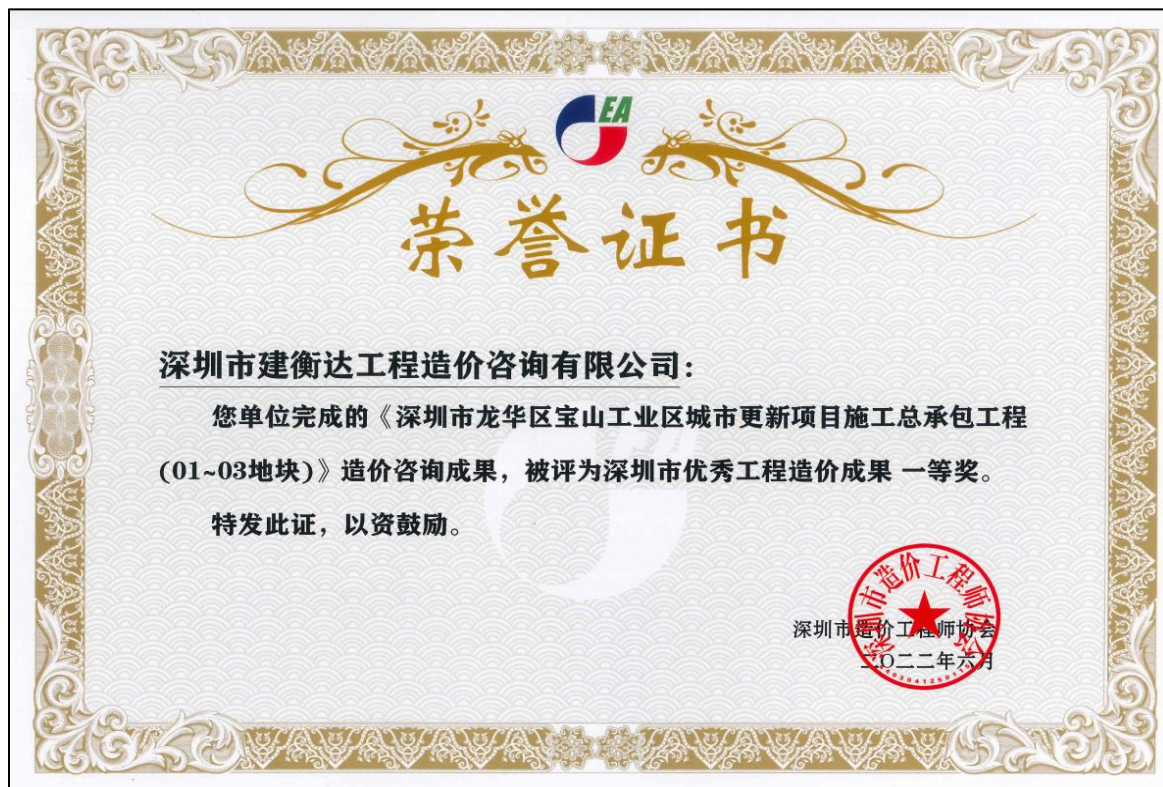 EA
荣誉证书
深圳市建衡达工程造价咨询有限公司：
您单位完成的《深圳市龙华区宝山工业区城市更新项目施工总承包工程
(01~03地块)》造价咨询成果，被评为深圳市优秀工程造价成果 一等奖。
特发此证，以资鼓励。
深圳市造价工程师协会
深圳市造价工程师协会
二〇二二年六月